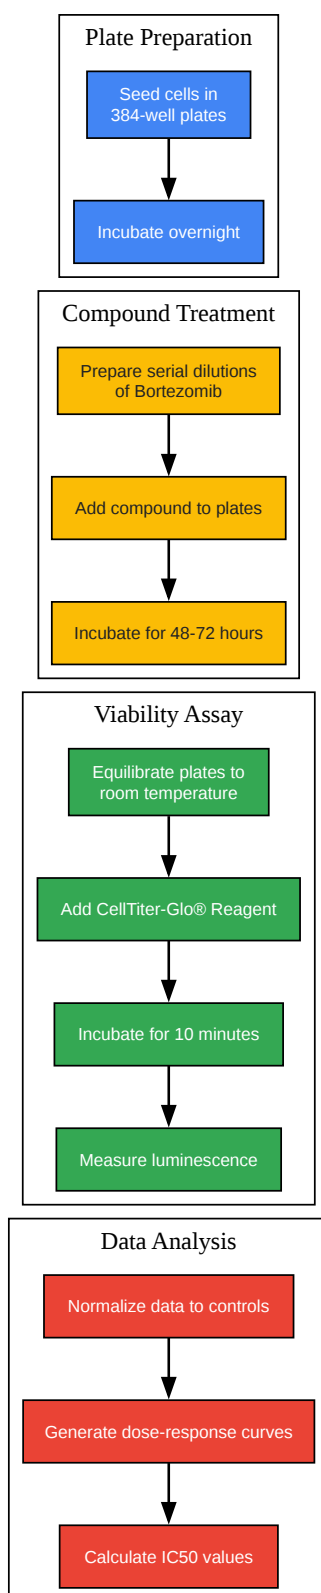 Plate Preparation
Seed cells in
384-well plates
Incubate overnight
Compound Treatment
Prepare serial dilutions
of Bortezomib
Add compound to plates
Incubate for 48-72 hours
Viability Assay
Equilibrate plates to
room temperature
Add CellTiter-Glo® Reagent
Incubate for 10 minutes
Measure luminescence
Data Analysis
Normalize data to controls
Generate dose-response curves
Calculate IC50 values